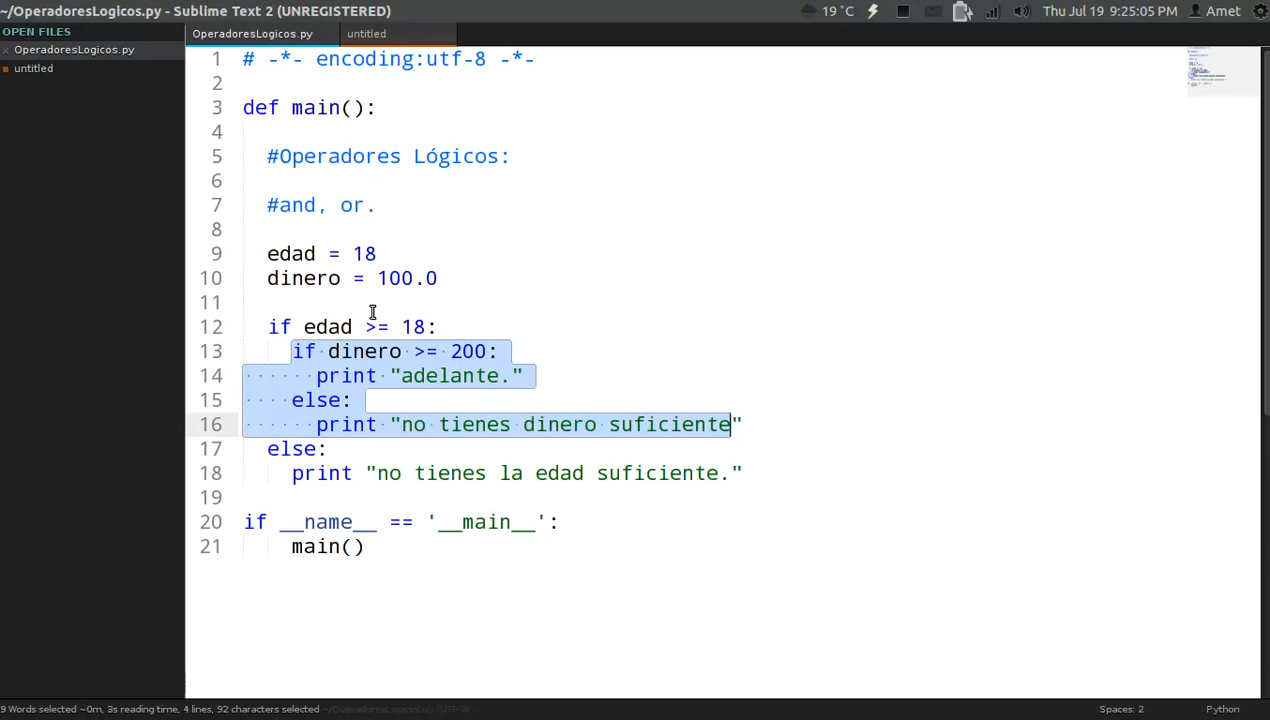 ~/OperadoresLogicos.py - Sublime Text 2 (UNREGISTERED)
19 °C
Thu Jul 19 9:25:05 PM
Amet
OPEN FILES
OperadoresLogicos.py
untitled
OperadoresLogicos.py
untitled
1 # -*- encoding:utf-8 -*-
2
3 def main():
4
5 #Operadores Lógicos:
6
7 #and, or.
8
9 edad = 18
10 dinero = 100.0
11
12 if edad >= 18:
13 if dinero >= 200:
14 print "adelante."
15 else:
16 print "no tienes dinero suficiente"
17 else:
18 print "no tienes la edad suficiente."
19
20 if __name__ == '__main__':
21 main()
9 Words selected ~0m, 3s reading time, 4 lines, 92 characters selected
Spaces: 2
Python